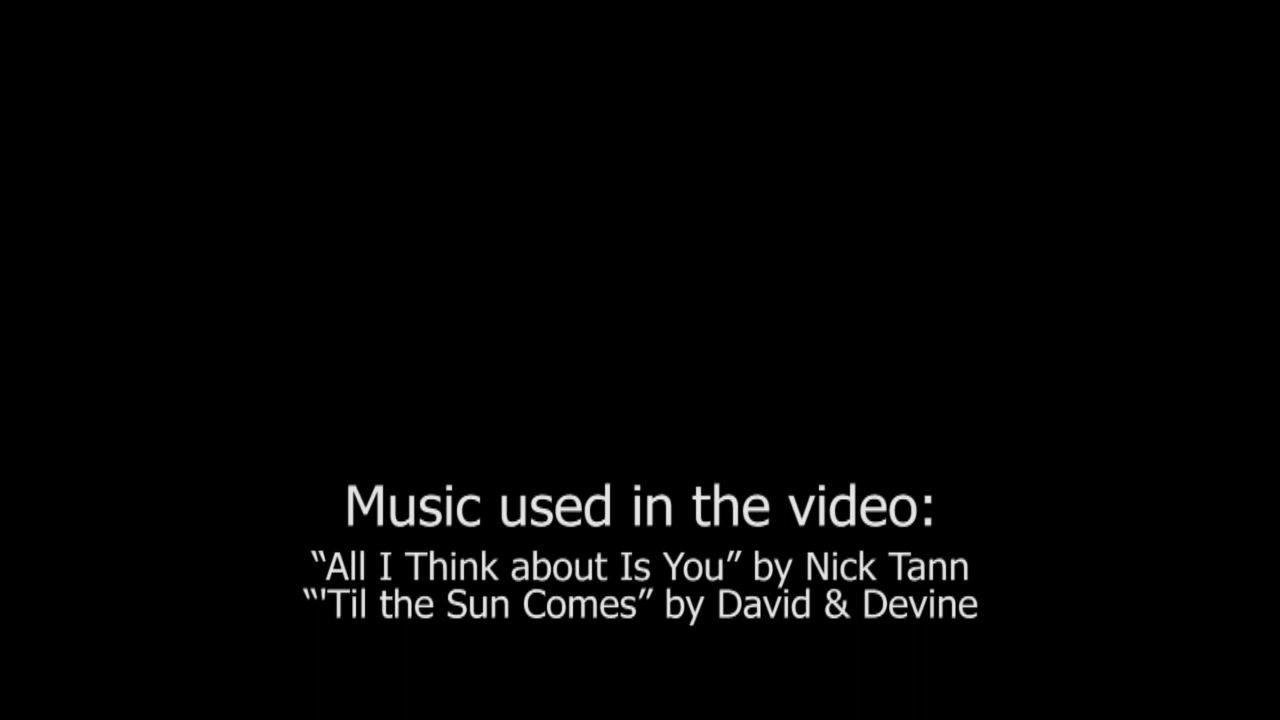 Music used in the video:
“All I Think about Is You” by Nick Tann
“'Til the Sun Comes” by David & Devine